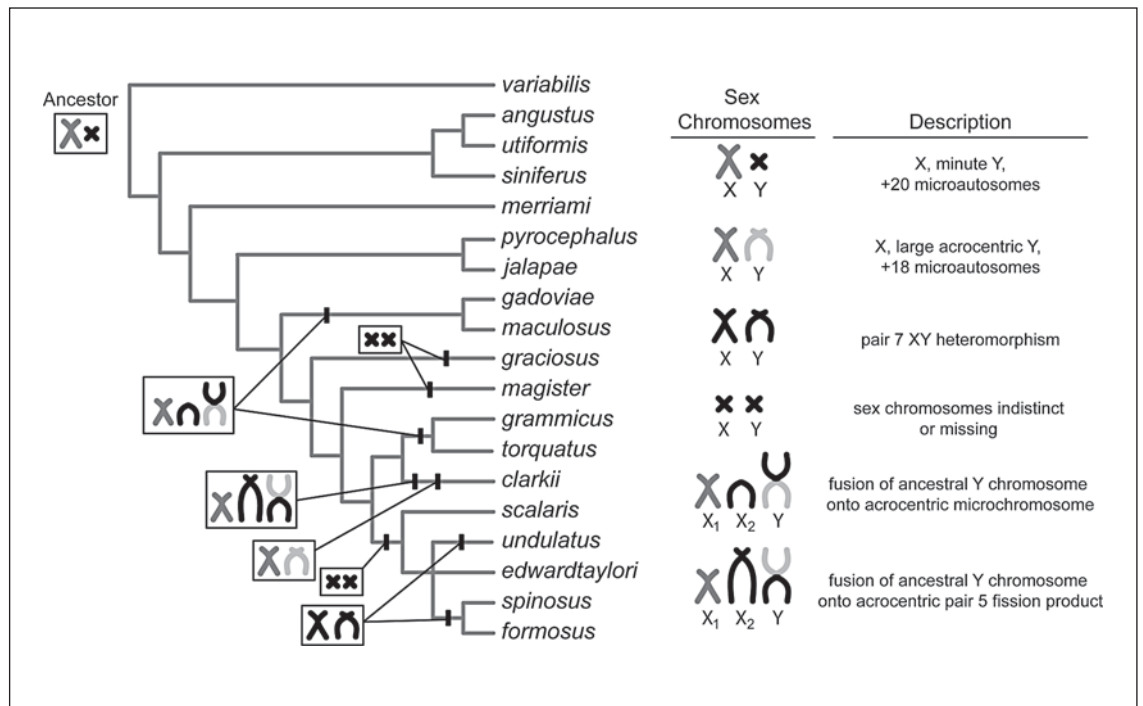 Ancestor
variabilis
angustus
utiformis
siniferus
merriami
pyrocephalus
jalapae
gadoviae
maculosus
graciosus
magister
grammicus
torquatus
clarkii
scalaris
undulatus
edwardtaylori
spinosus
formosus
Sex
Chromosomes
Description
X Y
X, minute Y,
+20 microautosomes
X Y
X, large acrocentric Y,
+18 microautosomes
X Y
pair 7 XY heteromorphism
X Y
sex chromosomes indistinct
or missing
X₁ X₂ Y
fusion of ancestral Y chromosome
onto acrocentric microchromosome
X₁ X₂ Y
fusion of ancestral Y chromosome
onto acrocentric pair 5 fission product